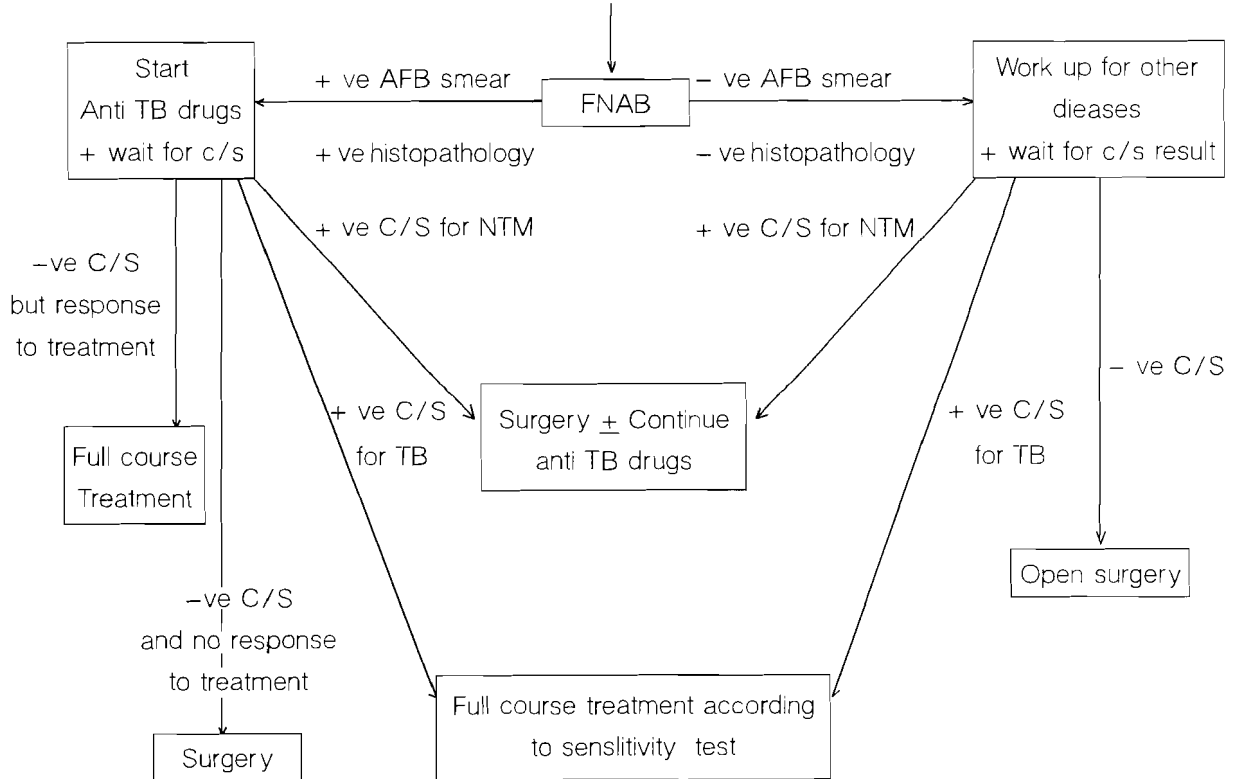 Start
Anti TB drugs
+ wait for c/s
+ ve AFB smear
+ ve histopathology
FNAB
− ve AFB smear
− ve histopathology
Work up for other
dieases
+ wait for c/s result
+ ve C/S for NTM
+ ve C/S for NTM
−ve C/S
but response
to treatment
− ve C/S
+ ve C/S
for TB
Surgery ± Continue
anti TB drugs
+ ve C/S
for TB
Full course
Treatment
Open surgery
−ve C/S
and no response
to treatment
Full course treatment according
to senslitivity test
Surgery